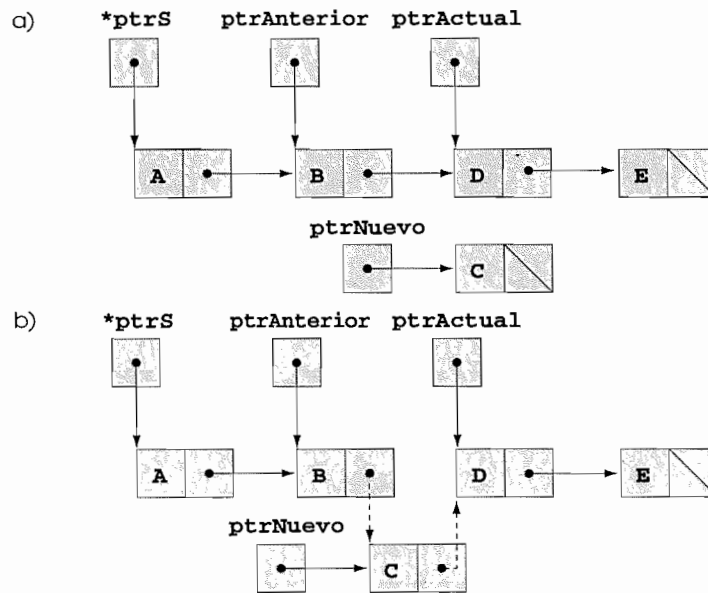 a) *ptrS ptrAnterior ptrActual
A B D E
ptrNuevo
C
b) *ptrS ptrAnterior ptrActual
A B D E
ptrNuevo
C